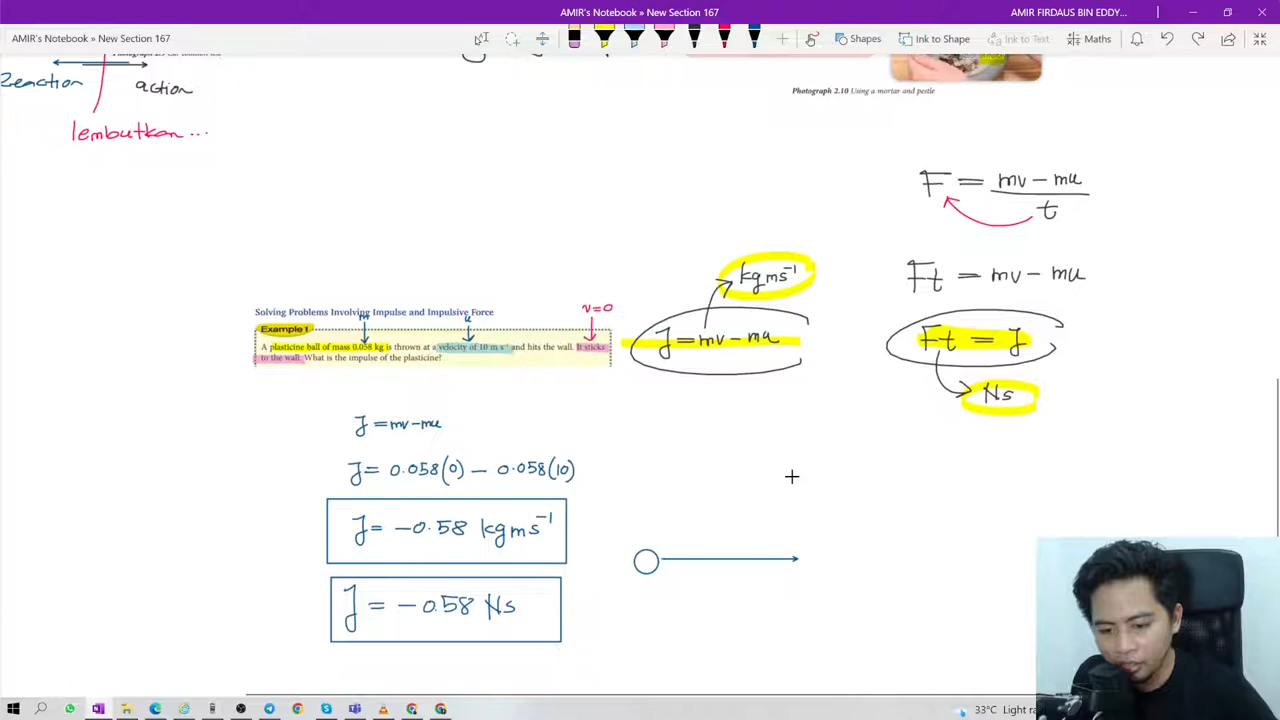 AMIR's Notebook » New Section 167
AMIR FIRDAUS BIN EDDY...
AMIR's Notebook » New Section 167
Shapes
Ink to Shape
Ink to Text
Maths
Reaction
action
lembutkan ...
Photograph 2.10 Using a mortar and pestle
F = mv - mu
t
Ft = mv - mu
kgms⁻¹
J = mv - mu
Ft = J
Ns
Solving Problems Involving Impulse and Impulsive Force
v=0
m
u
Example 1
A plasticine ball of mass 0.058 kg is thrown at a velocity of 10 m s⁻¹ and hits the wall. It sticks
to the wall. What is the impulse of the plasticine?
J = mv - mu
J = 0.058(0) - 0.058(10)
J = -0.58 kgms⁻¹
J = -0.58 Ns
33°C Light ra